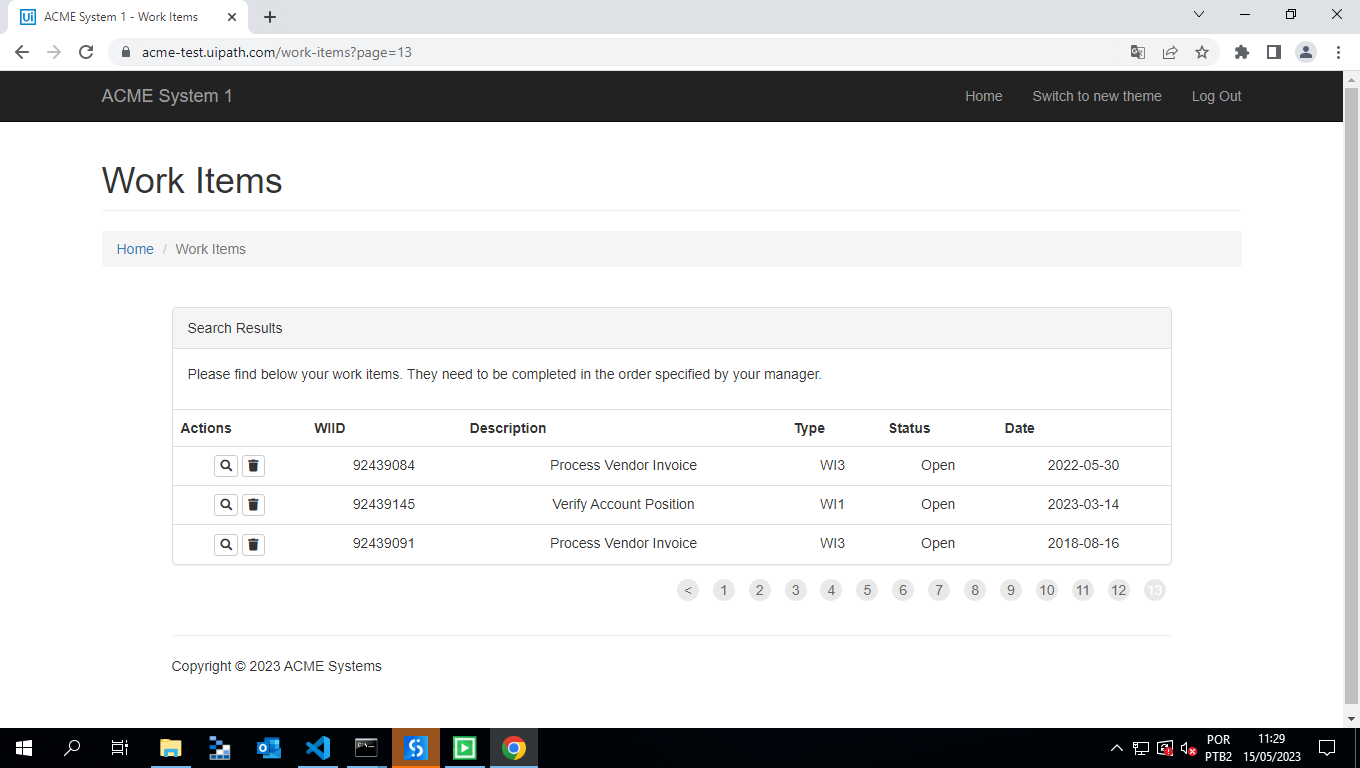 ACME System 1 - Work Items
acme-test.uipath.com/work-items?page=13
ACME System 1 Home Switch to new theme Log Out
Work Items
Home / Work Items
Search Results
Please find below your work items. They need to be completed in the order specified by your manager.
Actions WIID Description Type Status Date
92439084 Process Vendor Invoice WI3 Open 2022-05-30
92439145 Verify Account Position WI1 Open 2023-03-14
92439091 Process Vendor Invoice WI3 Open 2018-08-16
< 1 2 3 4 5 6 7 8 9 10 11 12 13
Copyright © 2023 ACME Systems
POR 11:29
PTB2 15/05/2023